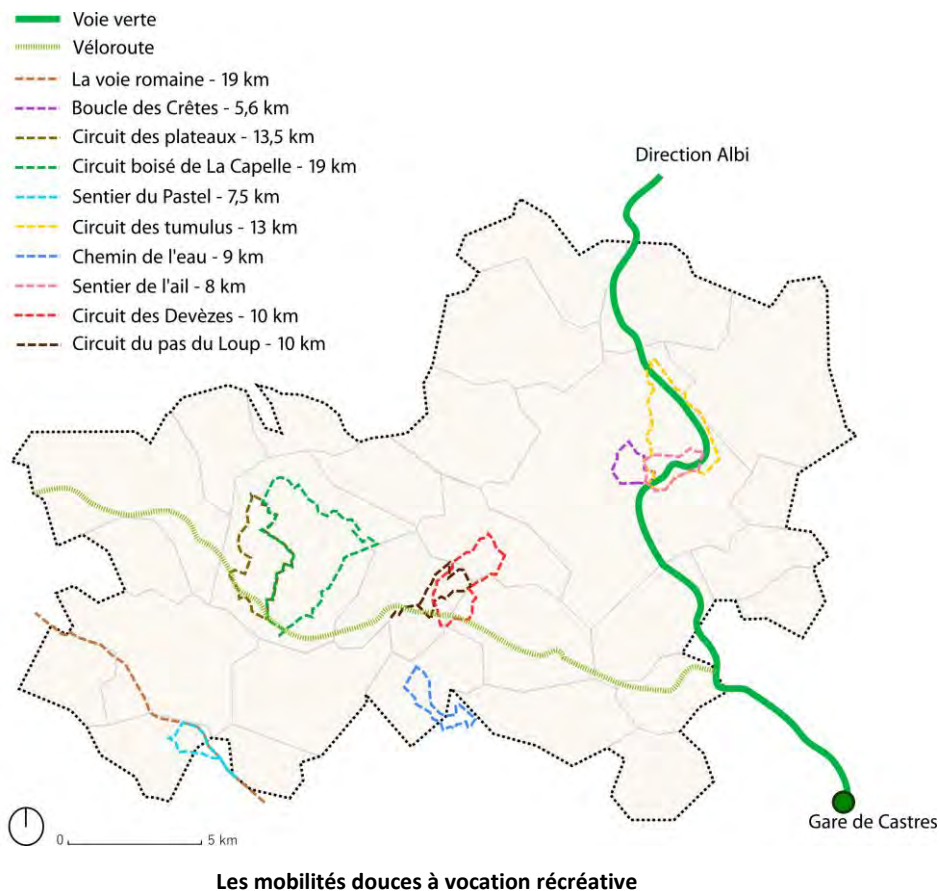 Voie verte
Véloroute
La voie romaine - 19 km
Boucle des Crêtes - 5,6 km
Circuit des plateaux - 13,5 km
Circuit boisé de La Capelle - 19 km
Sentier du Pastel - 7,5 km
Circuit des tumulus - 13 km
Chemin de l'eau - 9 km
Sentier de l'ail - 8 km
Circuit des Devèzes - 10 km
Circuit du pas du Loup - 10 km
Direction Albi
Gare de Castres
0 5 km
Les mobilités douces à vocation récréative